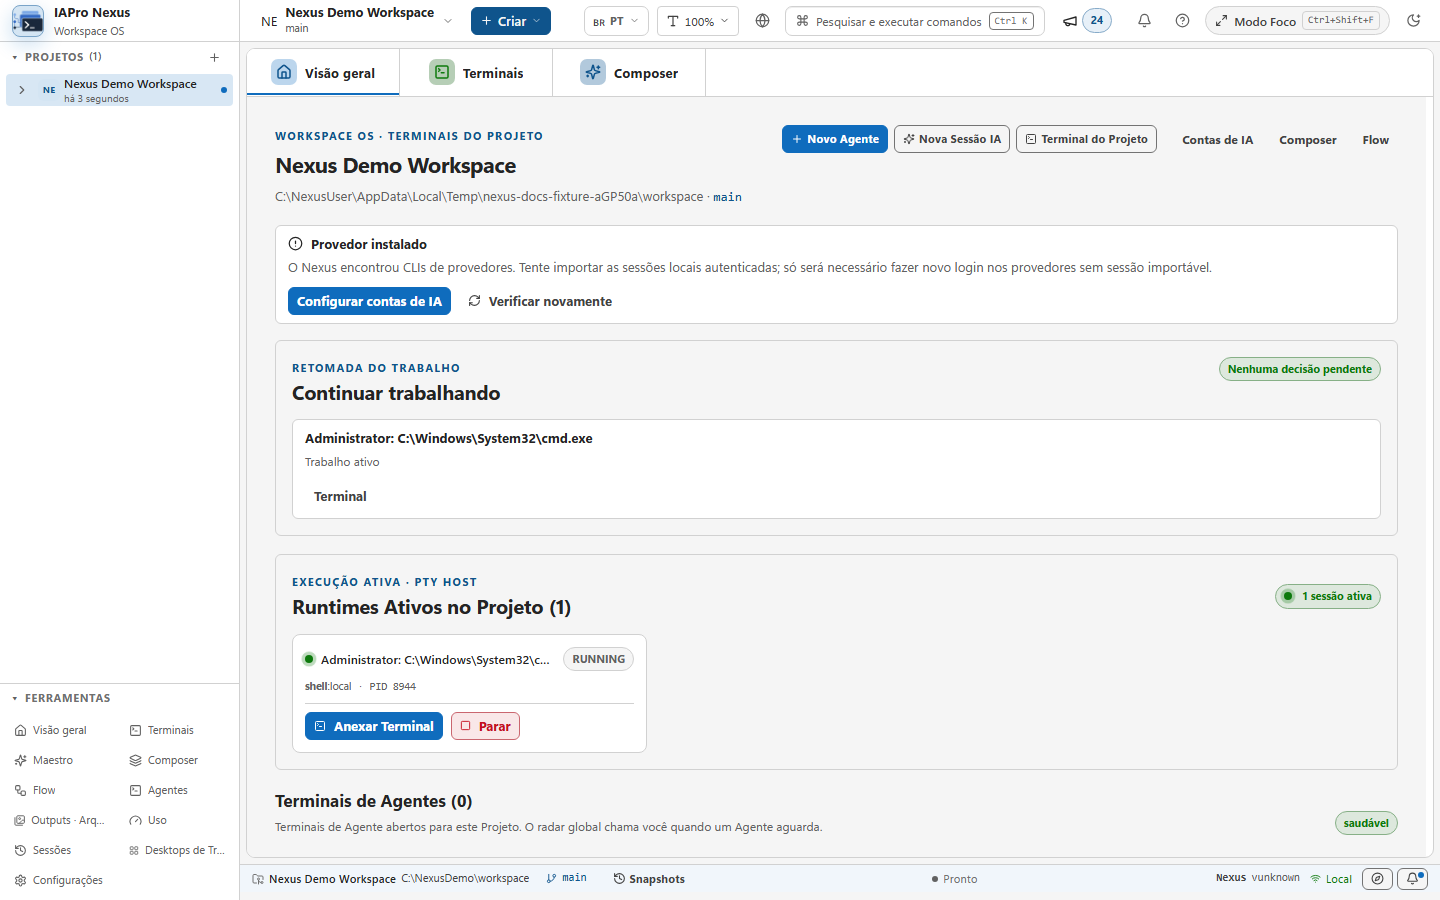 IAPro Nexus
Workspace OS
NE Nexus Demo Workspace
main
Criar
BR PT
100%
Pesquisar e executar comandos Ctrl K
24
Modo Foco Ctrl+Shift+F
PROJETOS (1)
NE Nexus Demo Workspace
há 3 segundos
Visão geral
Terminais
Composer
WORKSPACE OS · TERMINAIS DO PROJETO
Nexus Demo Workspace
C:\NexusUser\AppData\Local\Temp\nexus-docs-fixture-aGP50a\workspace · main
Novo Agente
Nova Sessão IA
Terminal do Projeto
Contas de IA
Composer
Flow
Provedor instalado
O Nexus encontrou CLIs de provedores. Tente importar as sessões locais autenticadas; só será necessário fazer novo login nos provedores sem sessão importável.
Configurar contas de IA
Verificar novamente
RETOMADA DO TRABALHO
Continuar trabalhando
Nenhuma decisão pendente
Administrator: C:\Windows\System32\cmd.exe
Trabalho ativo
Terminal
EXECUÇÃO ATIVA · PTY HOST
Runtimes Ativos no Projeto (1)
1 sessão ativa
Administrator: C:\Windows\System32\c...
RUNNING
shell:local · PID 8944
Anexar Terminal
Parar
Terminais de Agentes (0)
Terminais de Agente abertos para este Projeto. O radar global chama você quando um Agente aguarda.
saudável
FERRAMENTAS
Visão geral
Terminais
Maestro
Composer
Flow
Agentes
Outputs · Arq...
Uso
Sessões
Desktops de Tr...
Configurações
Nexus Demo Workspace C:\NexusDemo\workspace
main
Snapshots
Pronto
Nexus vunknown
Local